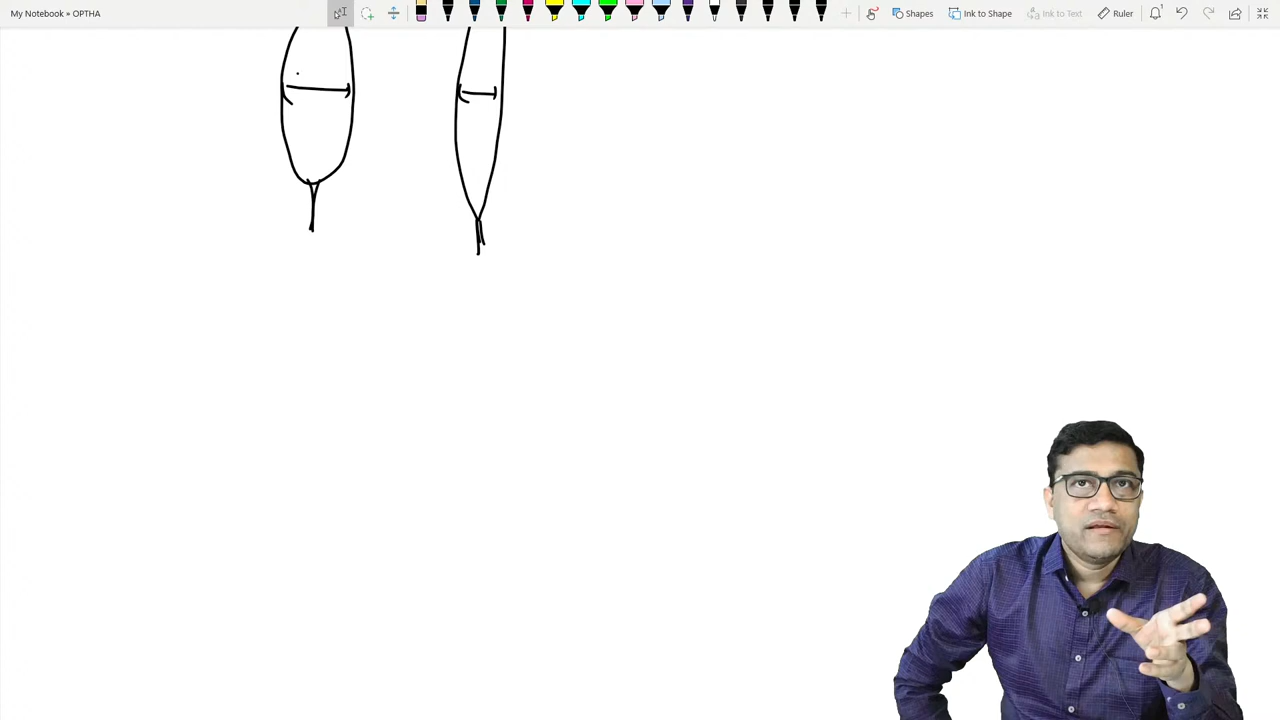 My Notebook » OPTHA
Shapes
Ink to Shape
Ink to Text
Ruler